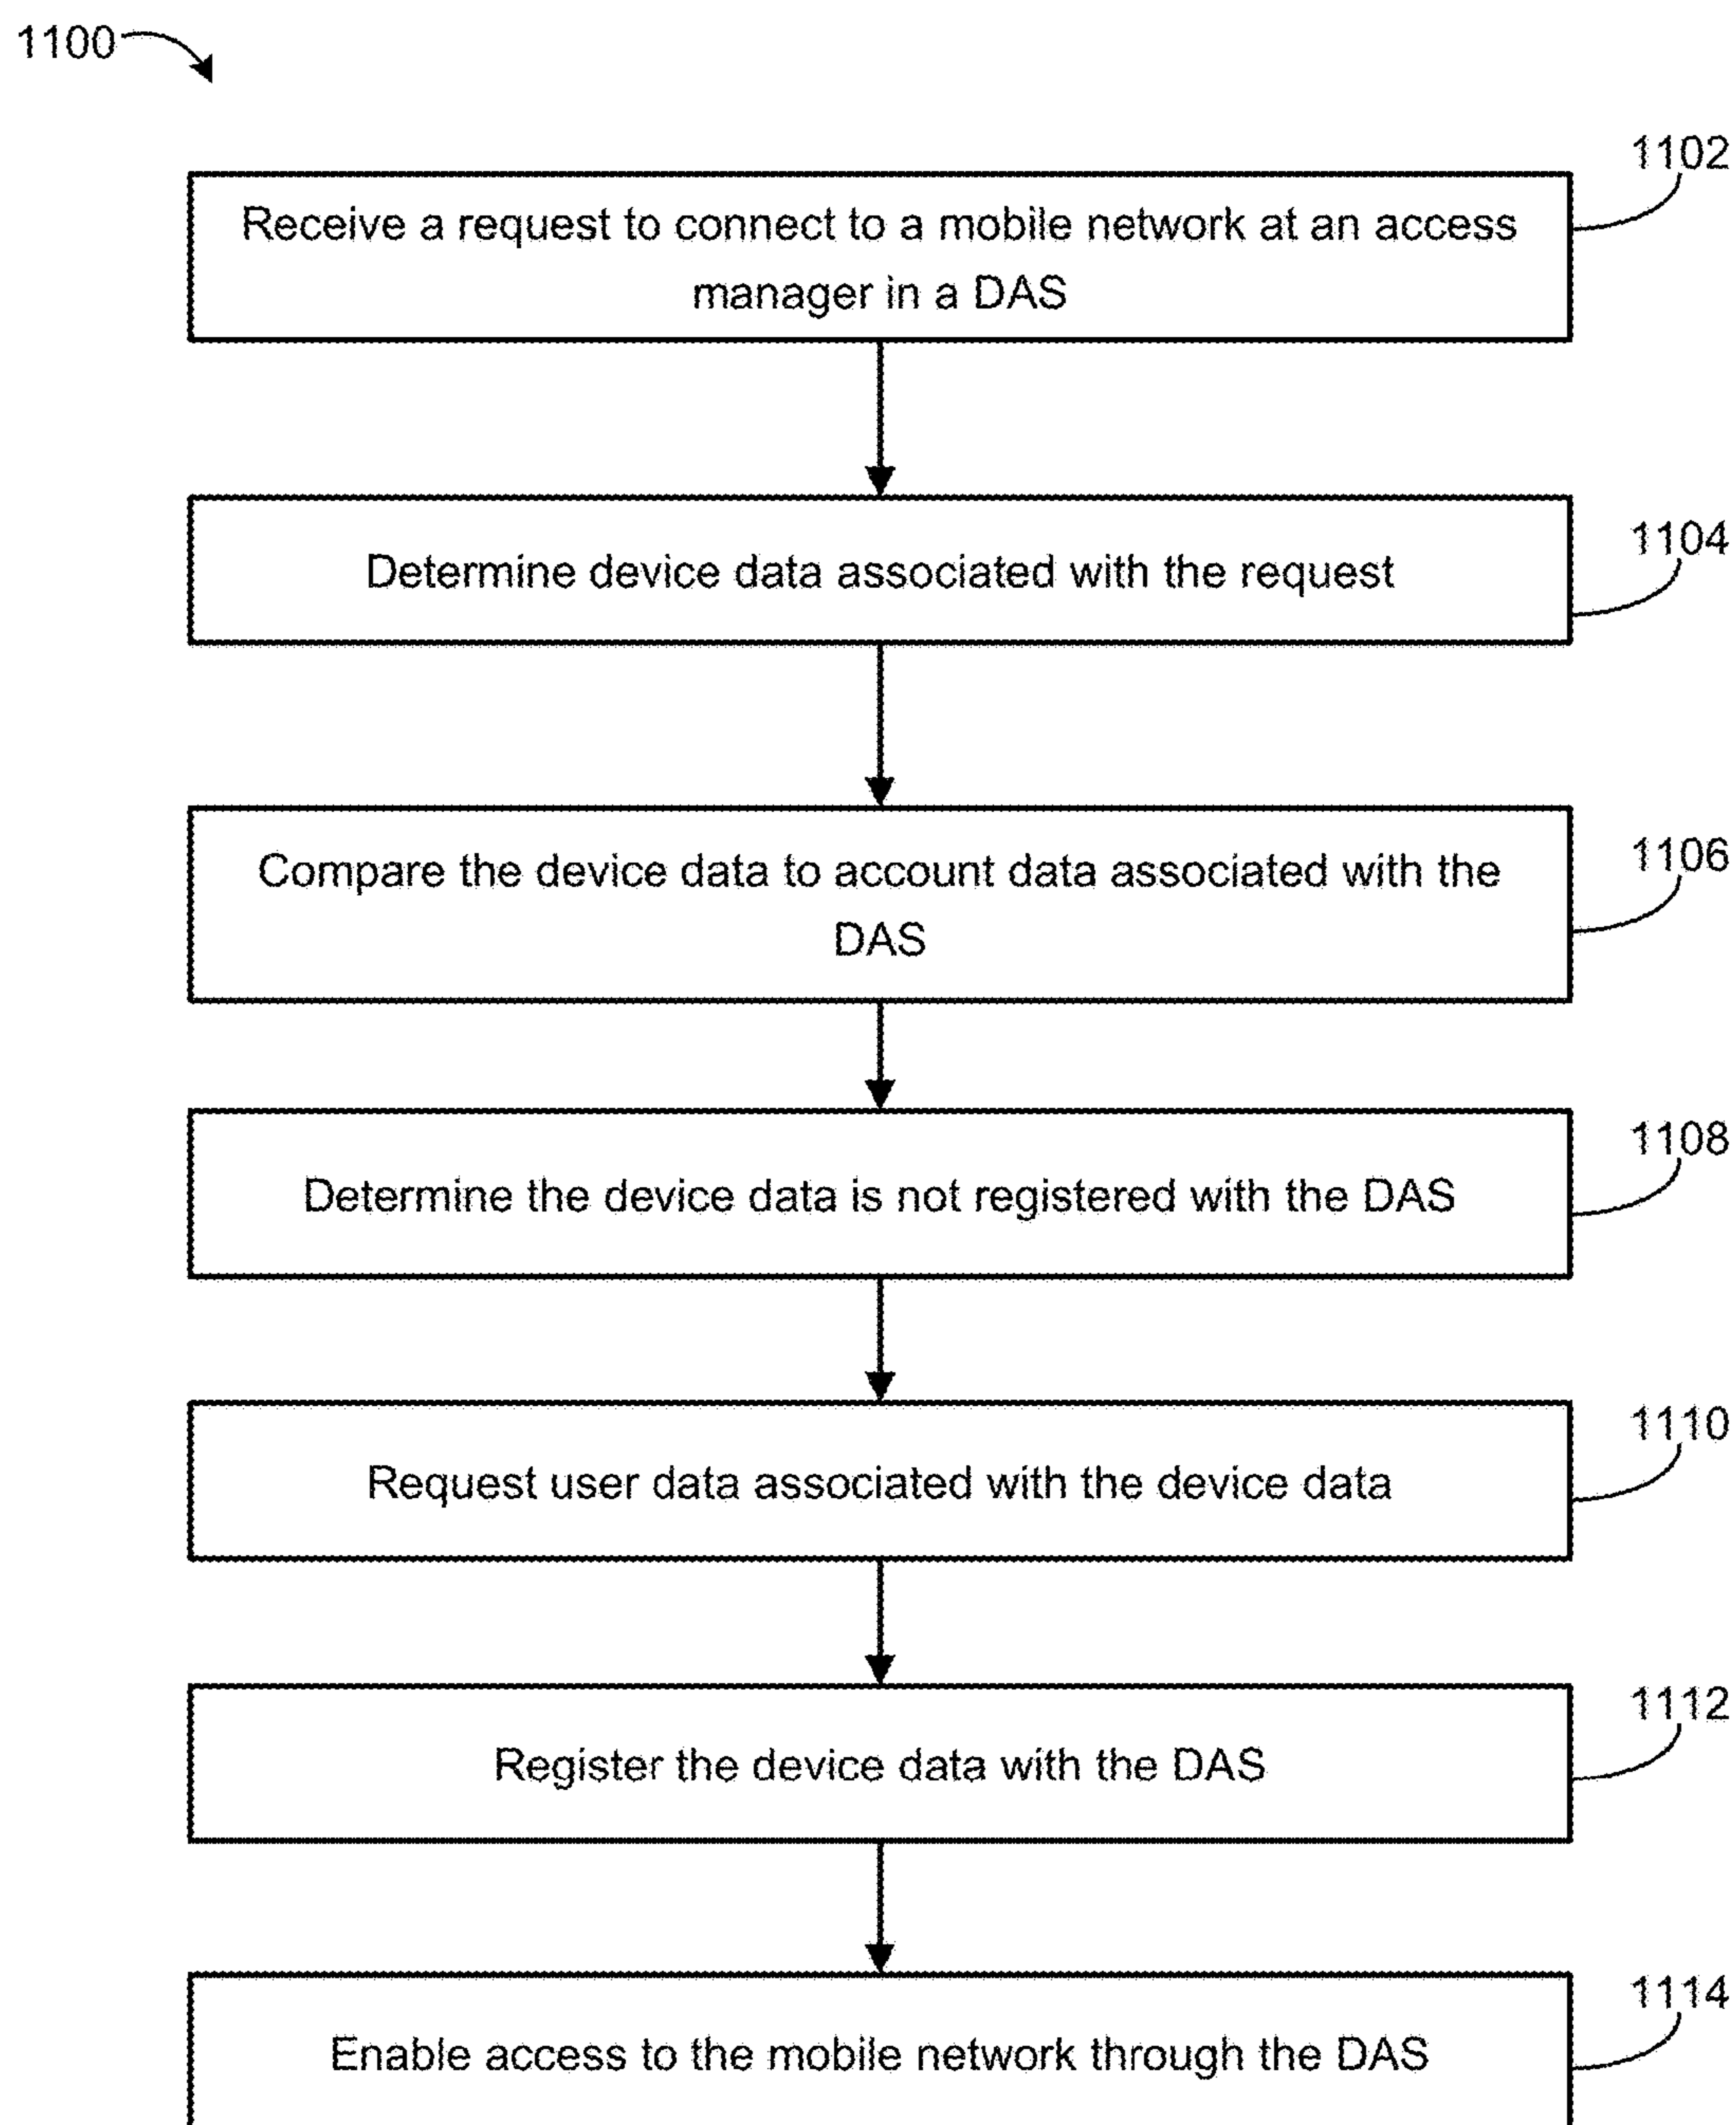 1100
1102
Receive a request to connect to a mobile network at an access
manager in a DAS
1104
Determine device data associated with the request
1106
Compare the device data to account data associated with the
DAS
1108
Determine the device data is not registered with the DAS
1110
Request user data associated with the device data
1112
Register the device data with the DAS
1114
Enable access to the mobile network through the DAS